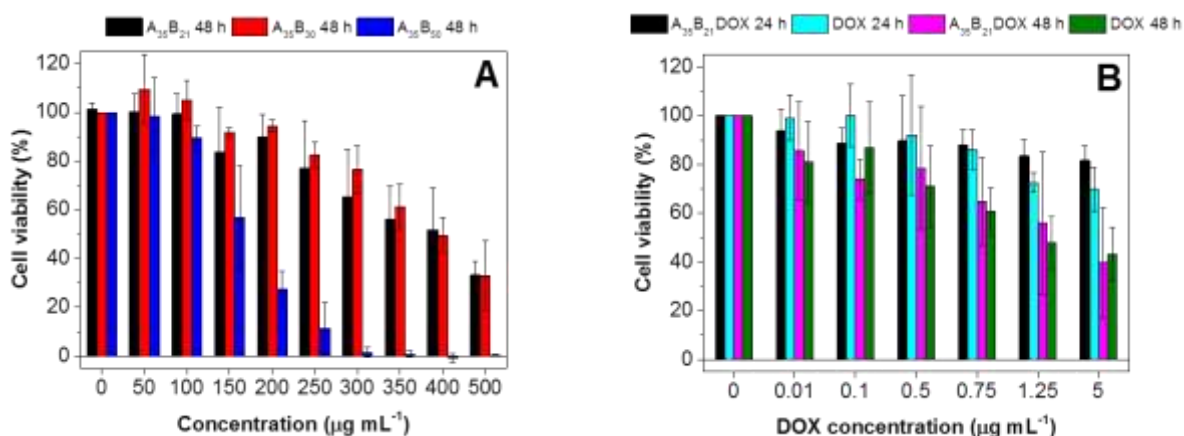 A₃₅B₂₁ 48 h A₃₅B₃₀ 48 h A₃₅B₅₀ 48 h
A
Cell viability (%)
120
100
80
60
40
20
0
0 50 100 150 200 250 300 350 400 500
Concentration (µg mL⁻¹)
A₃₅B₂₁DOX 24 h DOX 24 h A₃₅B₂₁DOX 48 h DOX 48 h
B
Cell viability (%)
120
100
80
60
40
20
0
0 0.01 0.1 0.5 0.75 1.25 5
DOX concentration (µg mL⁻¹)